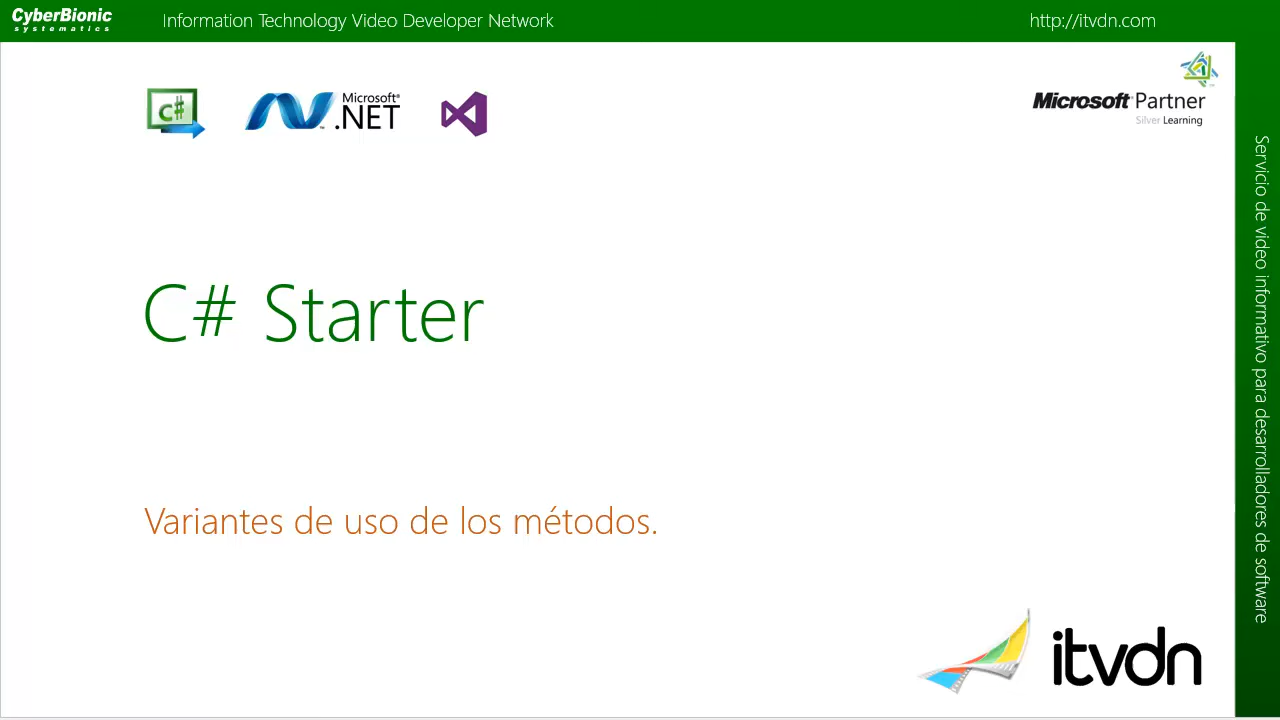 CyberBionic
systematics
Information Technology Video Developer Network
http://itvdn.com
C#
Microsoft®
.NET
Microsoft Partner
Silver Learning
C# Starter
Variantes de uso de los métodos.
itvdn
Servicio de video informativo para desarrolladores de software